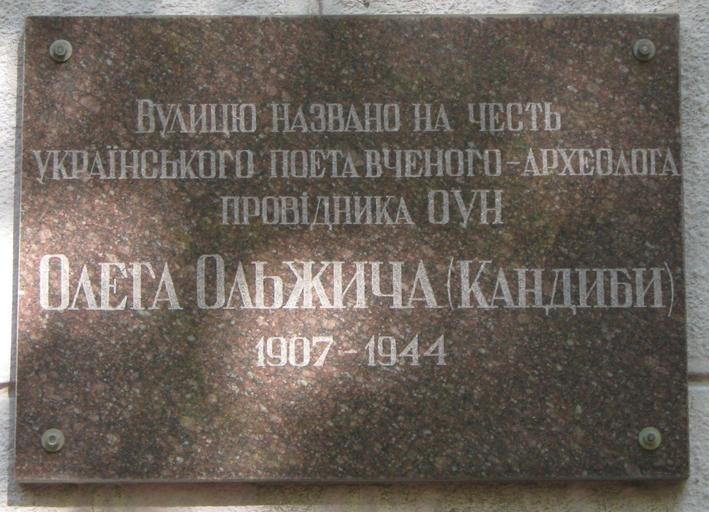 Вулицю названо на честь
українського поета вченого-археолога
провідника ОУН
Олега Ольжича (Кандиби)
1907-1944